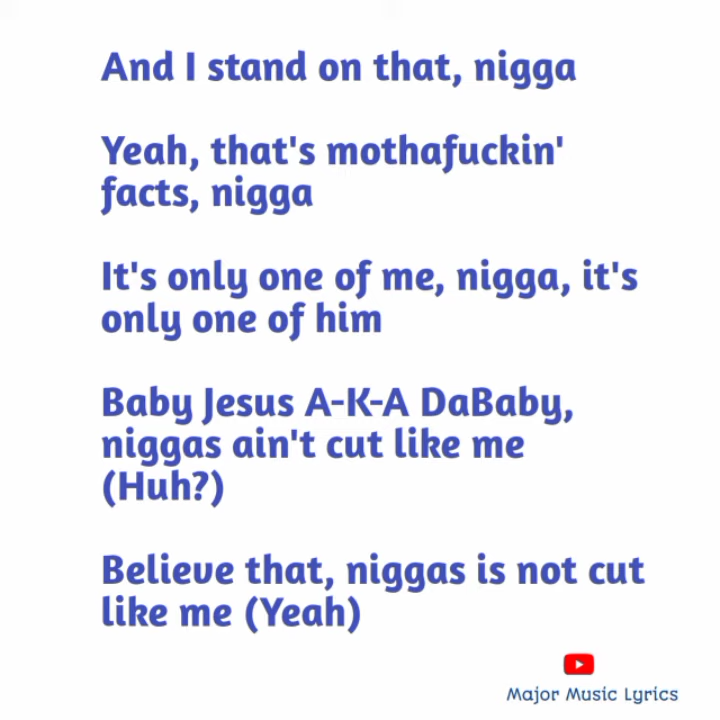 And I stand on that, nigga
Yeah, that's mothafuckin'
facts, nigga
It's only one of me, nigga, it's
only one of him
Baby Jesus A-K-A DaBaby,
niggas ain't cut like me
(Huh?)
Believe that, niggas is not cut
like me (Yeah)
Major Music Lyrics